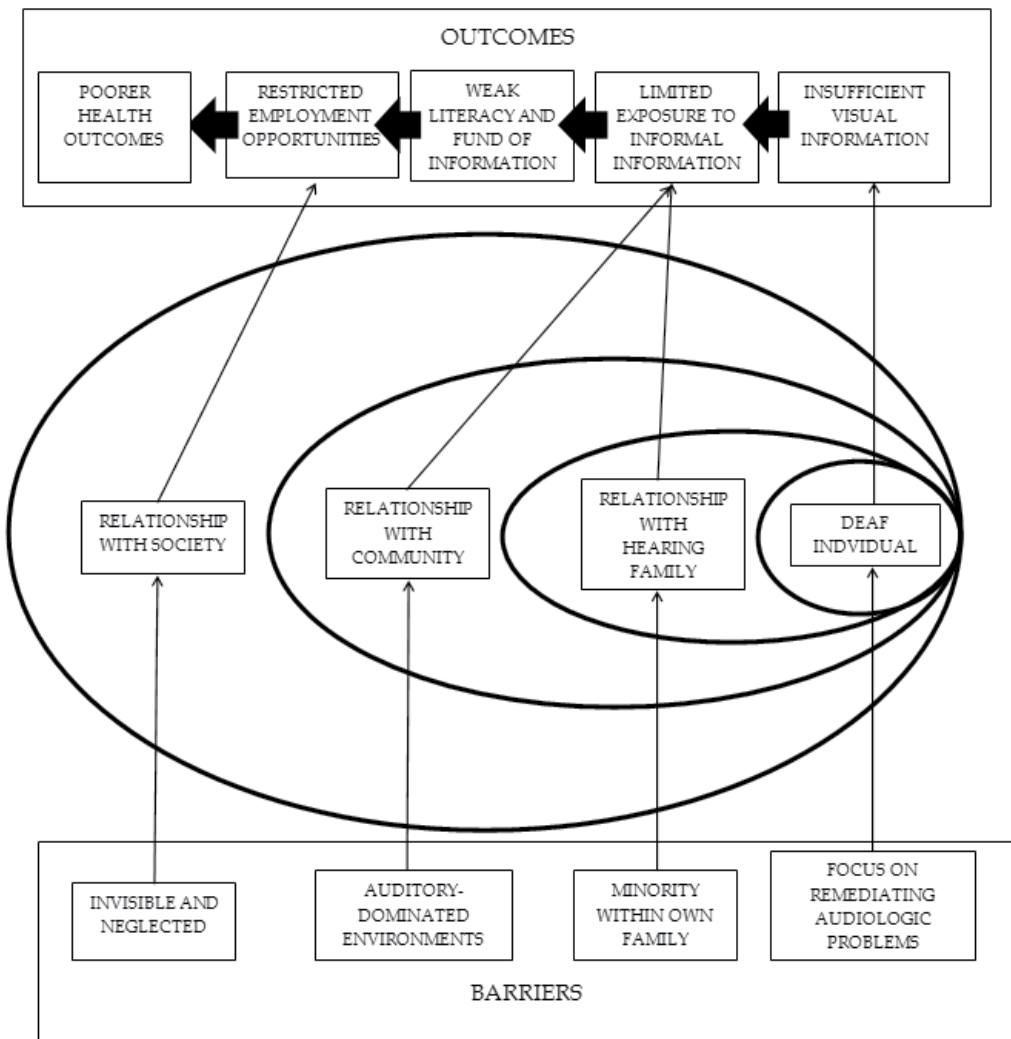 OUTCOMES
POORER
HEALTH
OUTCOMES
RESTRICTED
EMPLOYMENT
OPPORTUNITIES
WEAK
LITERACY AND
FUND OF
INFORMATION
LIMITED
EXPOSURE TO
INFORMAL
INFORMATION
INSUFFICIENT
VISUAL
INFORMATION
RELATIONSHIP
WITH SOCIETY
RELATIONSHIP
WITH
COMMUNITY
RELATIONSHIP
WITH
HEARING
FAMILY
DEAF
INDVIDUAL
INVISIBLE AND
NEGLECTED
AUDITORY-
DOMINATED
ENVIRONMENTS
MINORITY
WITHIN OWN
FAMILY
FOCUS ON
REMEDIATING
AUDIOLOGIC
PROBLEMS
BARRIERS